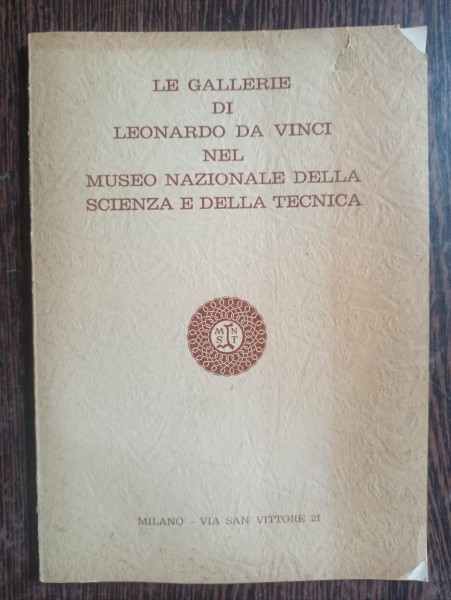 LE GALLERIE
DI
LEONARDO DA VINCI
NEL
MUSEO NAZIONALE DELLA
SCIENZA E DELLA TECNICA
M N
S T
MILANO - VIA SAN VITTORE 21